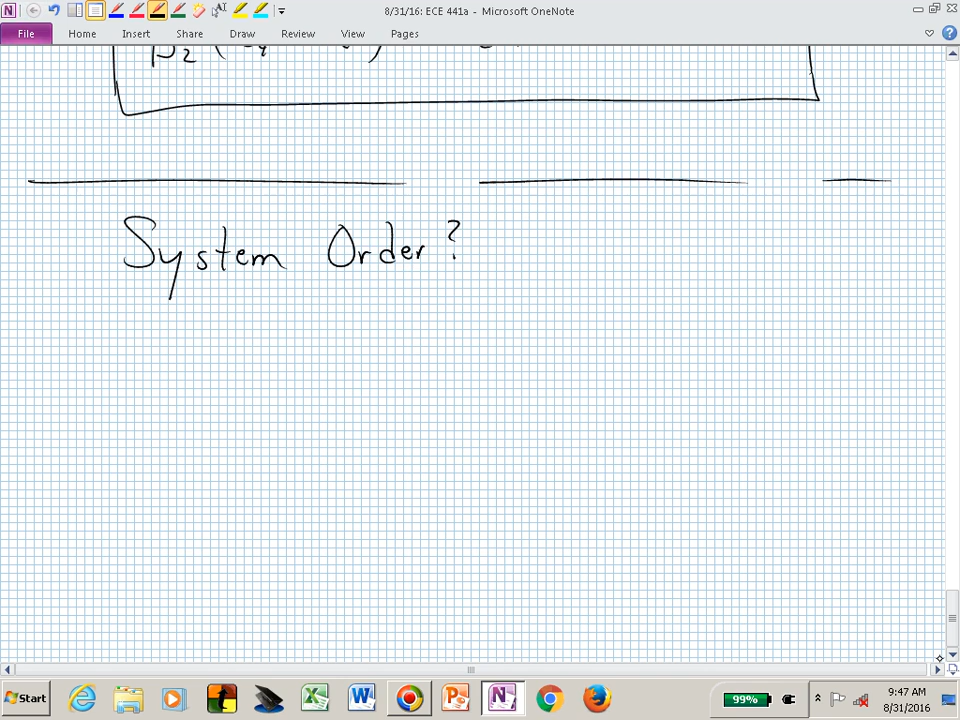 8/31/16: ECE 441a - Microsoft OneNote
File Home Insert Share Draw Review View Pages
System Order?
Start
99%
9:47 AM
8/31/2016